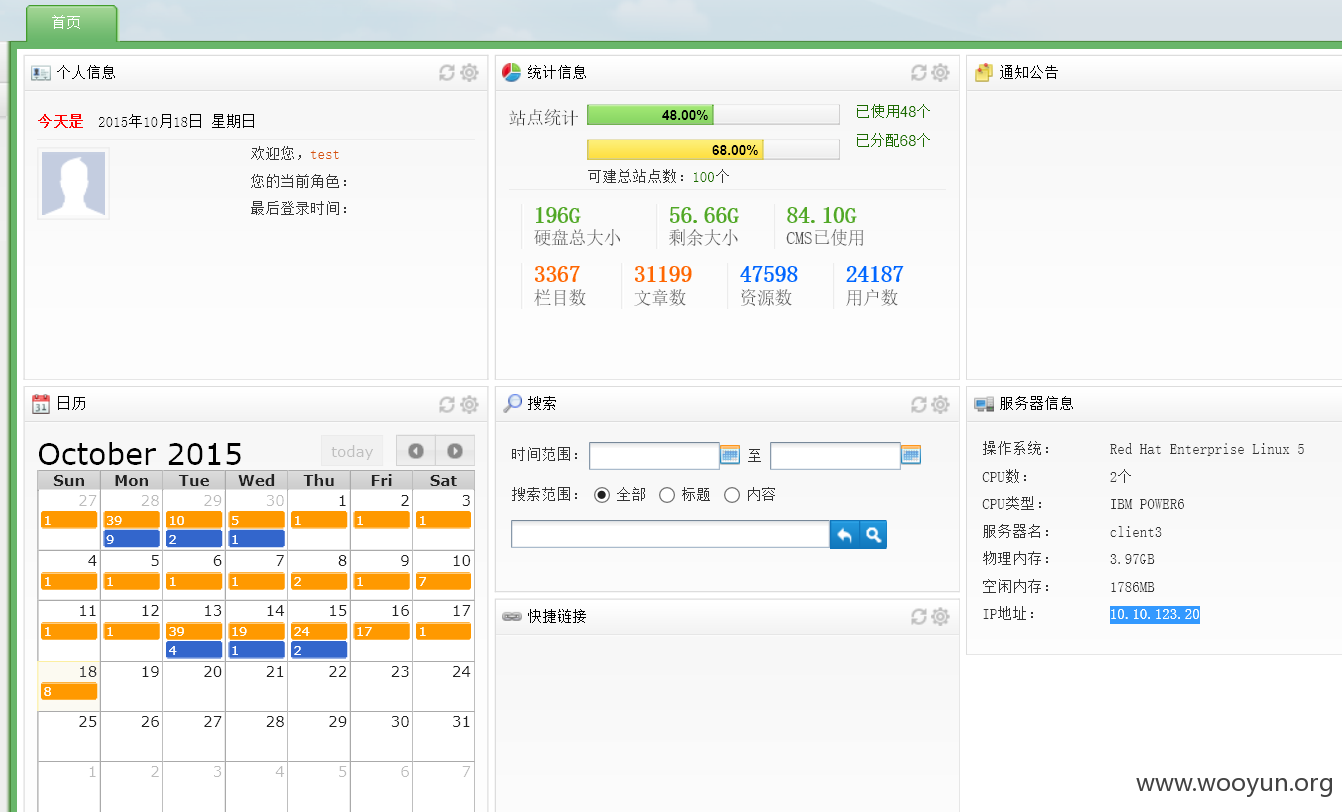 首页
个人信息
今天是 2015年10月18日 星期日
欢迎您，test
您的当前角色：
最后登录时间：
统计信息
站点统计 48.00% 已使用48个
68.00% 已分配68个
可建总站点数：100个
196G 56.66G 84.10G
硬盘总大小 剩余大小 CMS已使用
3367 31199 47598 24187
栏目数 文章数 资源数 用户数
通知公告
31 日历
October 2015 today
Sun Mon Tue Wed Thu Fri Sat
27 28 29 30 1 2 3
1 39 10 5 1 1 1
9 2 1
4 5 6 7 8 9 10
1 1 1 1 2 1 7
11 12 13 14 15 16 17
1 1 39 19 24 17 1
4 1 2
18 19 20 21 22 23 24
8
25 26 27 28 29 30 31
1 2 3 4 5 6 7
搜索
时间范围： 至
搜索范围： 全部 标题 内容
快捷链接
服务器信息
操作系统： Red Hat Enterprise Linux 5
CPU数： 2个
CPU类型： IBM POWER6
服务器名： client3
物理内存： 3.97GB
空闲内存： 1786MB
IP地址： 10.10.123.20
www.wooyun.org